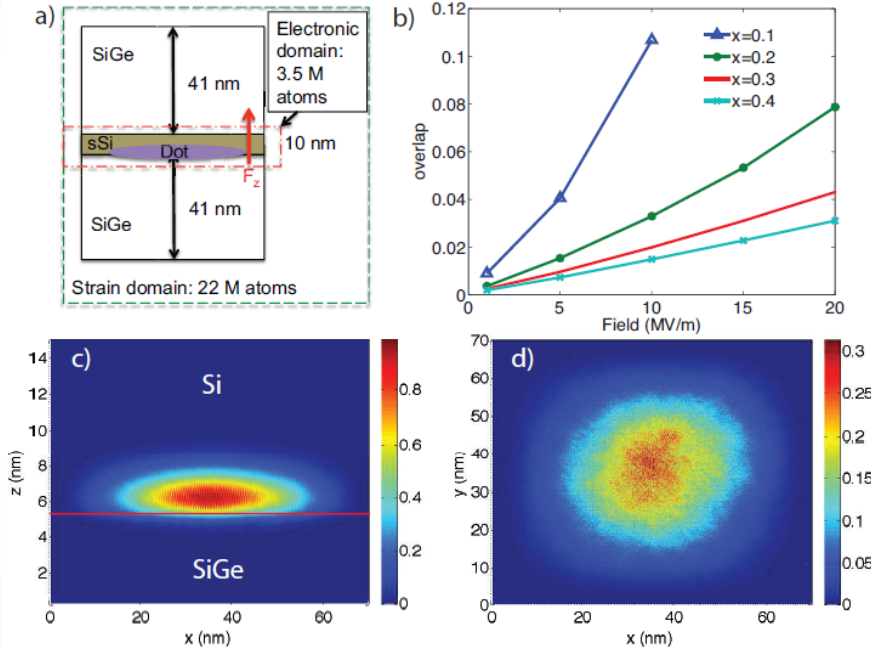 a)
SiGe
41 nm
Electronic
domain:
3.5 M
atoms
sSi
Dot
10 nm
Fz
SiGe
41 nm
Strain domain: 22 M atoms
b)
0.12
0.1
0.08
0.06
0.04
0.02
0
overlap
x=0.1
x=0.2
x=0.3
x=0.4
5
10
15
20
Field (MV/m)
c)
Si
SiGe
14
12
10
8
6
4
2
z (nm)
0
20
40
60
x (nm)
0.8
0.6
0.4
0.2
0
d)
70
60
50
40
30
20
10
0
y (nm)
0
20
40
60
x (nm)
0.3
0.25
0.2
0.15
0.1
0.05
0